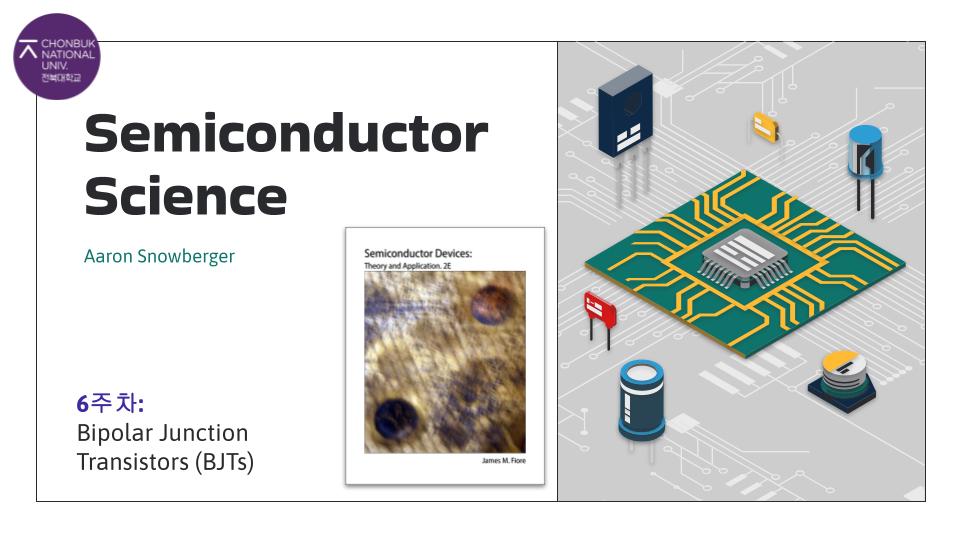 CHONBUK
NATIONAL
UNIV.
전북대학교
Semiconductor
Science
Aaron Snowberger
Semiconductor Devices:
Theory and Application. 2E
James M. Fiore
6주차:
Bipolar Junction
Transistors (BJTs)